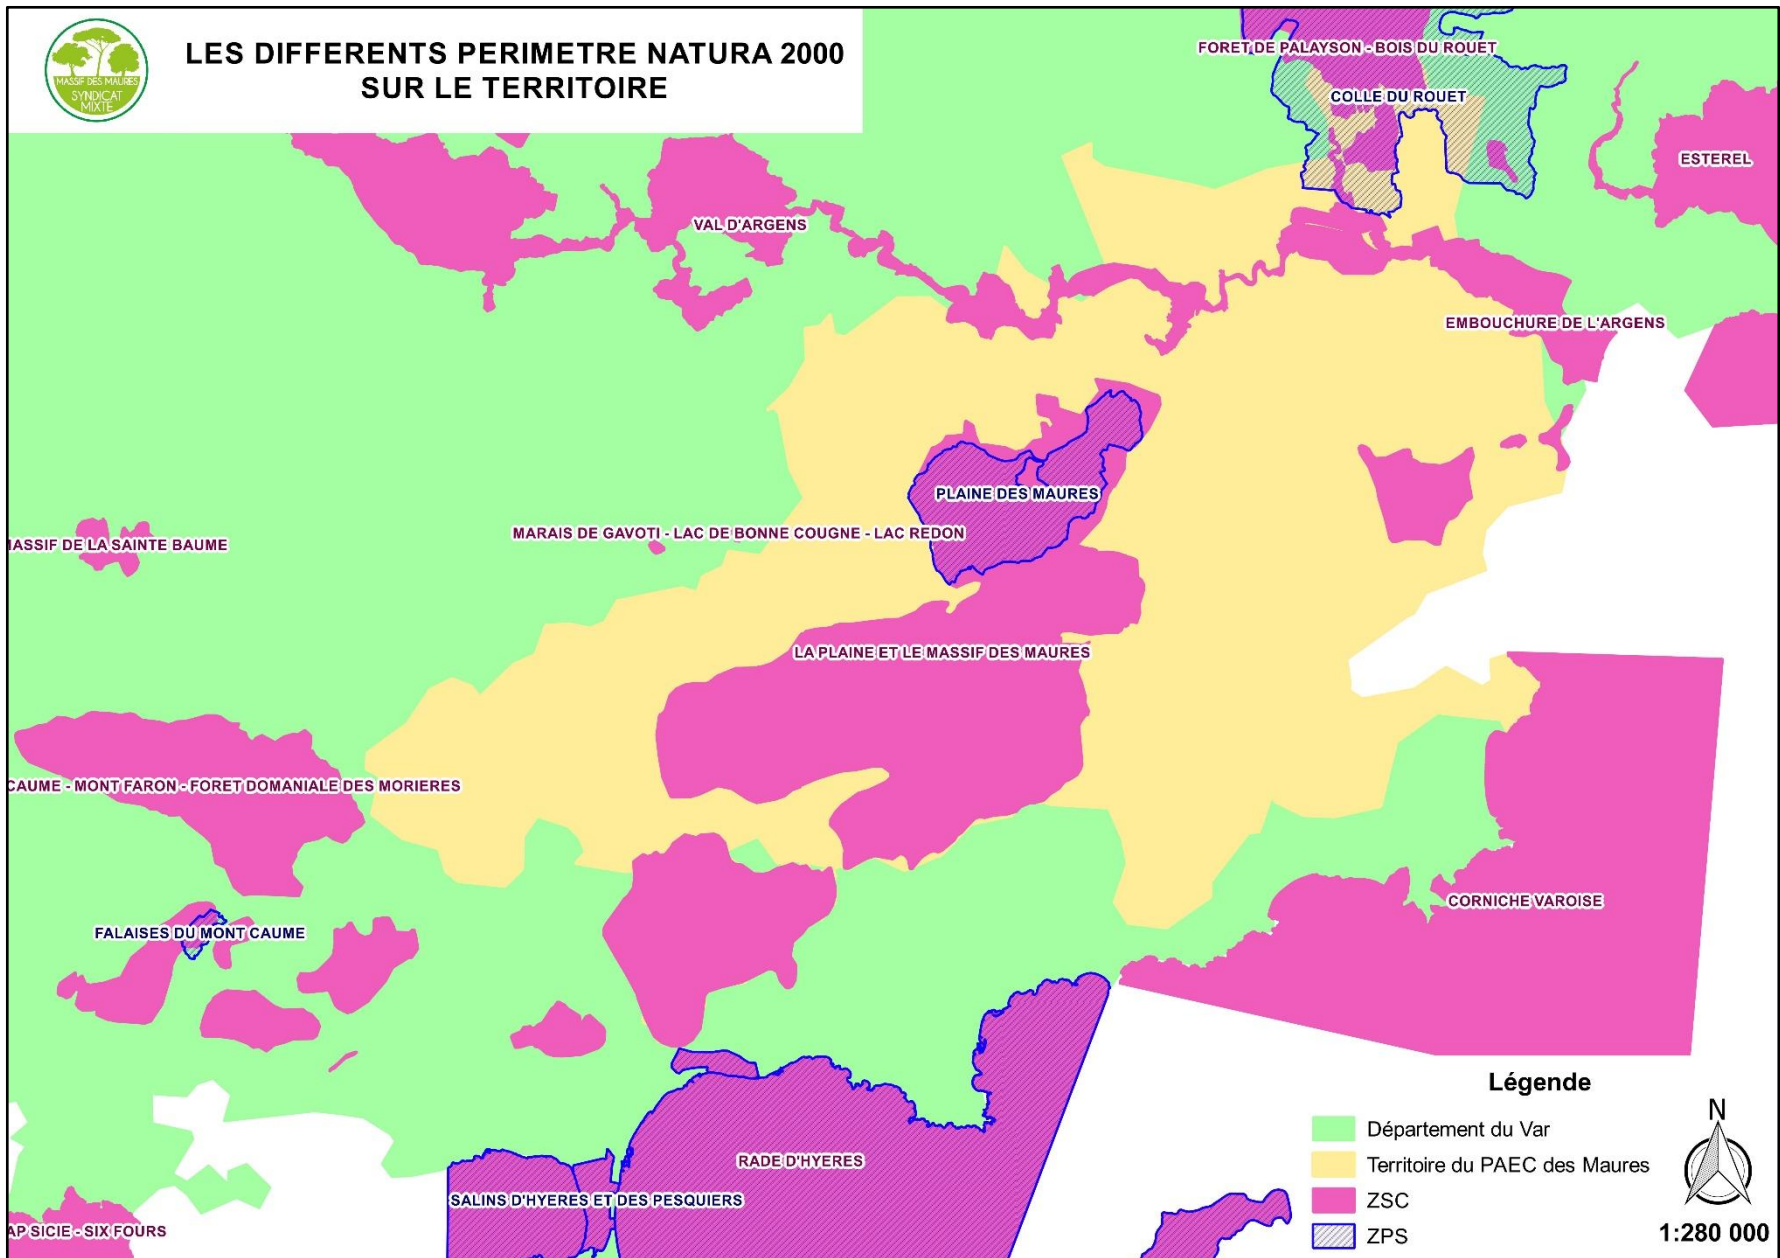 MASSIF DES MAURES
SYNDICAT
MIXTE
LES DIFFERENTS PERIMETRE NATURA 2000
SUR LE TERRITOIRE
FORET DE PALAYSON - BOIS DU ROUET
COLLE DU ROUET
ESTEREL
VAL D'ARGENS
EMBOUCHURE DE L'ARGENS
PLAINE DES MAURES
MARAIS DE GAVOTI - LAC DE BONNE COUGNE - LAC REDON
ASSIF DE LA SAINTE BAUME
LA PLAINE ET LE MASSIF DES MAURES
CAUME - MONT FARON - FORET DOMANIALE DES MORIERES
CORNICHE VAROISE
FALAISES DU MONT CAUME
RADE D'HYERES
SALINS D'HYERES ET DES PESQUIERS
AP SICIE - SIX FOURS
Légende
Département du Var
Territoire du PAEC des Maures
ZSC
ZPS
N
1:280 000